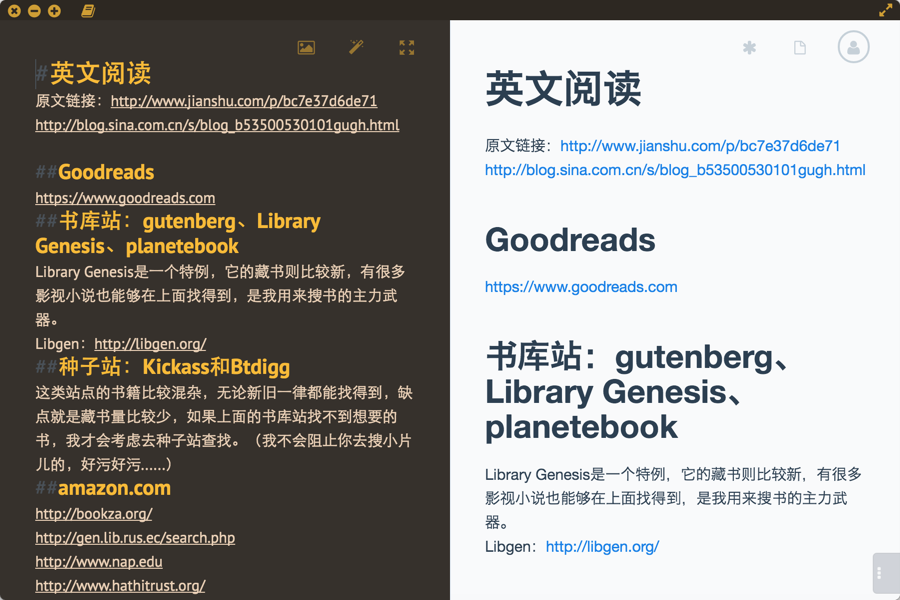 #英文阅读
原文链接：http://www.jianshu.com/p/bc7e37d6de71
http://blog.sina.com.cn/s/blog_b53500530101gugh.html
##Goodreads
https://www.goodreads.com
##书库站：gutenberg、Library
Genesis、planetebook
Library Genesis是一个特例，它的藏书则比较新，有很多
影视小说也能够在上面找得到，是我用来搜书的主力武
器。
Libgen：http://libgen.org/
##种子站：Kickass和Btdigg
这类站点的书籍比较混杂，无论新旧一律都能找得到，缺
点就是藏书量比较少，如果上面的书库站找不到想要的
书，我才会考虑去种子站查找。（我不会阻止你去搜小片
儿的，好污好污......）
##amazon.com
http://bookza.org/
http://gen.lib.rus.ec/search.php
http://www.nap.edu
http://www.hathitrust.org/
英文阅读
原文链接：http://www.jianshu.com/p/bc7e37d6de71
http://blog.sina.com.cn/s/blog_b53500530101gugh.html
Goodreads
https://www.goodreads.com
书库站：gutenberg、
Library Genesis、
planetebook
Library Genesis是一个特例，它的藏书则比较新，有很多
影视小说也能够在上面找得到，是我用来搜书的主力武
器。
Libgen：http://libgen.org/